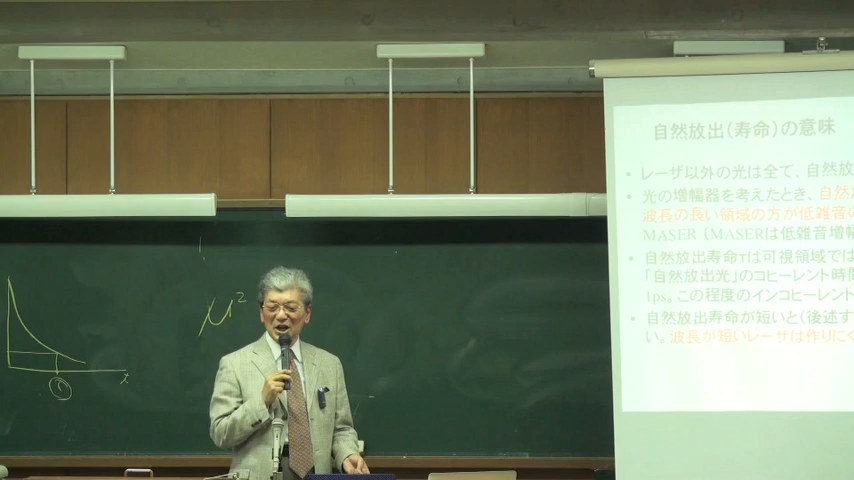 μ²
自然放出(寿命)の意味
• レーザ以外の光は全て、自然放
• 光の増幅器を考えたとき、自然
波長の長い領域の方が低雑音の
MASER (MASERは低雑音増幅
• 自然放出寿命τは可視領域では
「自然放出光」のコヒーレント時間
1ps。この程度のインコヒーレント
• 自然放出寿命が短いと(後述す
い。波長が短いレーザは作りにく